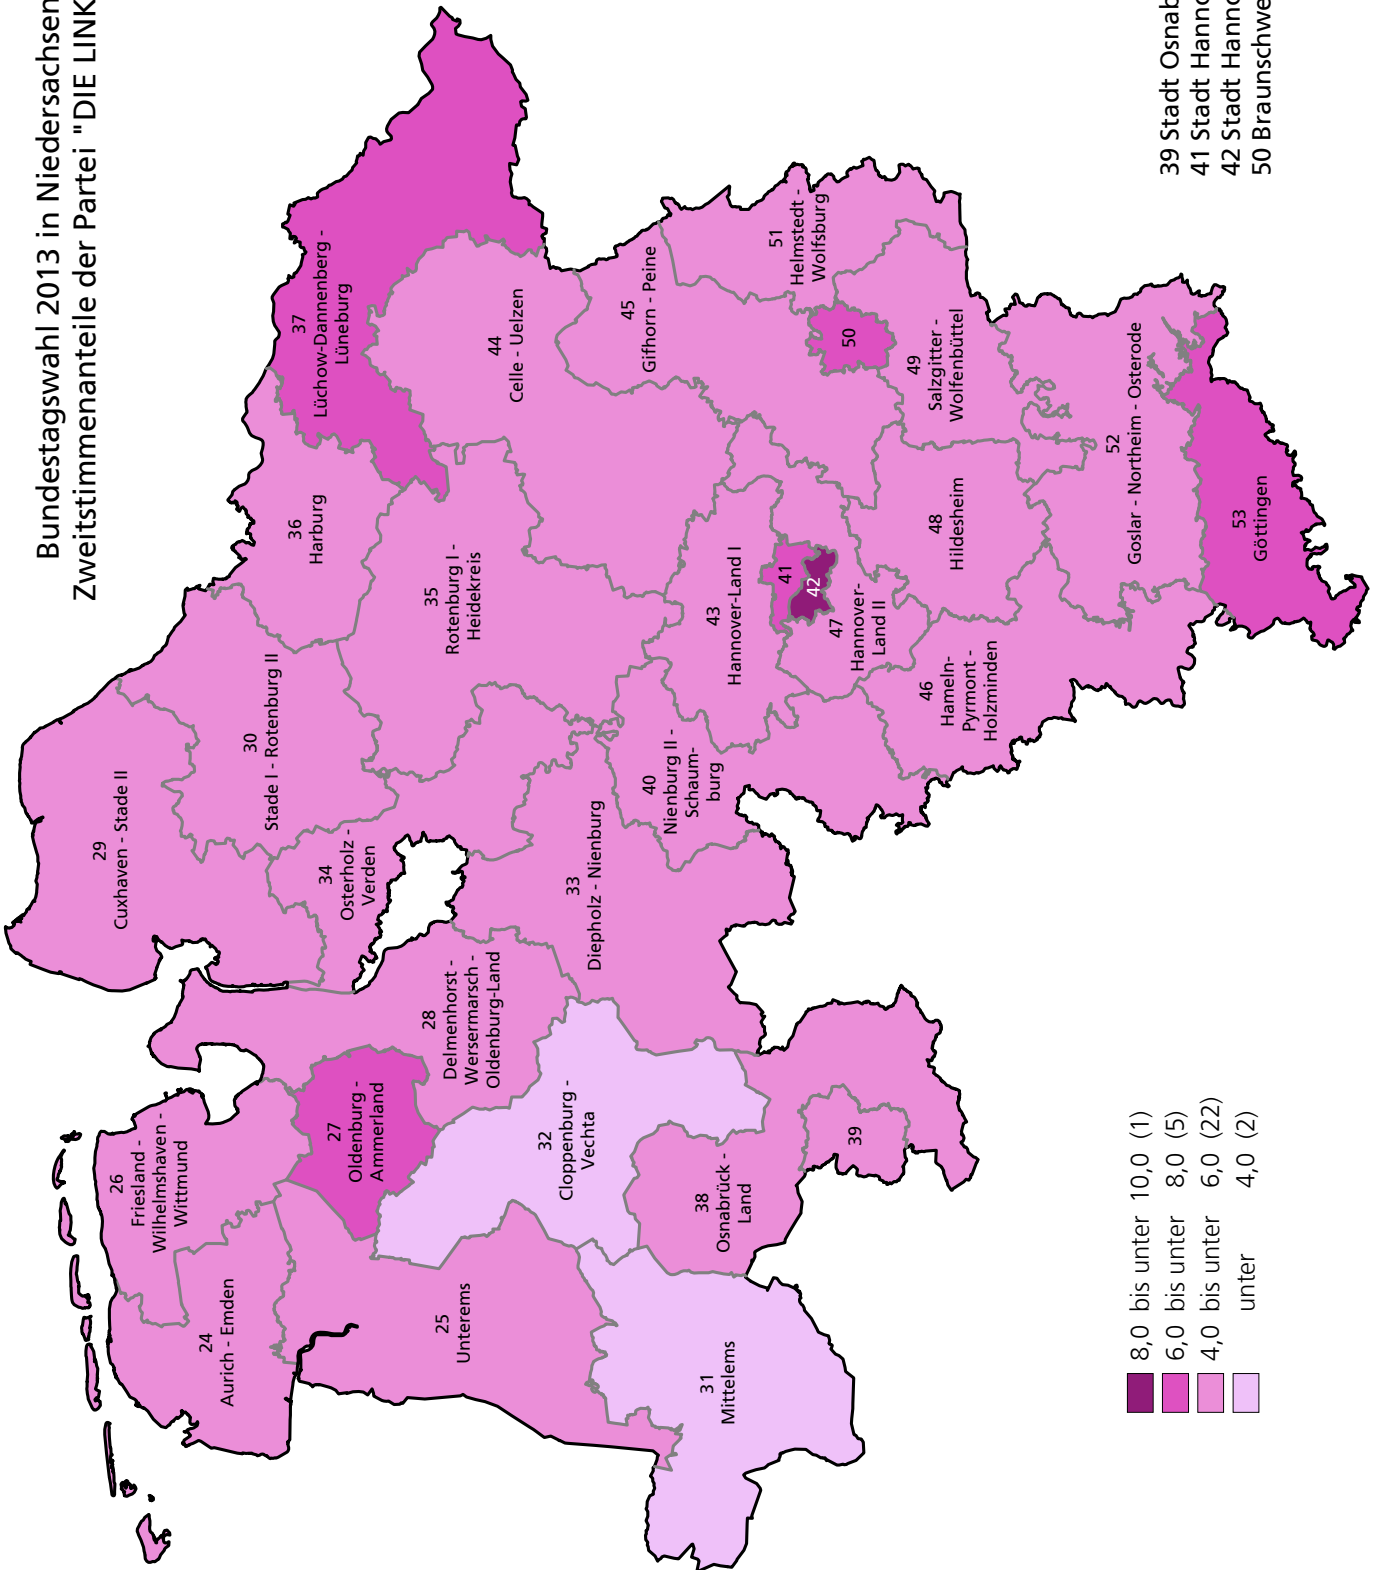 Bundestagswahl 2013 in Niedersachsen
Zweitstimmenanteile der Partei "DIE LINK
29
Cuxhaven - Stade II
26
Friesland -
Wilhelmshaven -
Wittmund
24
Aurich - Emden
30
Stade I - Rotenburg II
36
Harburg
37
Lüchow-Dannenberg -
Lüneburg
34
Osterholz -
Verden
27
Oldenburg -
Ammerland
28
Delmenhorst -
Wersermarsch -
Oldenburg-Land
25
Unterems
35
Rotenburg I -
Heidekreis
44
Celle - Uelzen
32
Cloppenburg -
Vechta
33
Diepholz - Nienburg
45
Gifhorn - Peine
40
Nienburg II -
Schaum-
burg
43
Hannover-Land I
31
Mittelems
38
Osnabrück -
Land
51
Helmstedt -
Wolfsburg
41
42
47
Hannover-
Land II
50
39
46
Hameln-
Pyrmont -
Holzminden
48
Hildesheim
49
Salzgitter -
Wolfenbüttel
52
Goslar - Northeim - Osterode
53
Göttingen
8,0 bis unter 10,0 (1)
6,0 bis unter 8,0 (5)
4,0 bis unter 6,0 (22)
unter 4,0 (2)
39 Stadt Osnab
41 Stadt Hanno
42 Stadt Hanno
50 Braunschwe